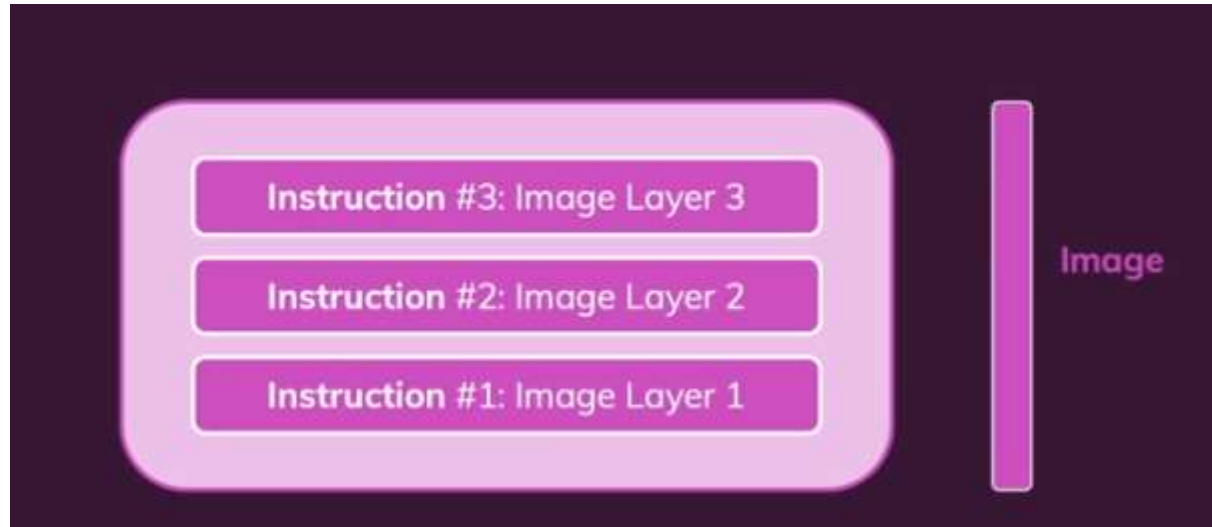 Instruction #3: Image Layer 3
Instruction #2: Image Layer 2
Instruction #1: Image Layer 1
Image